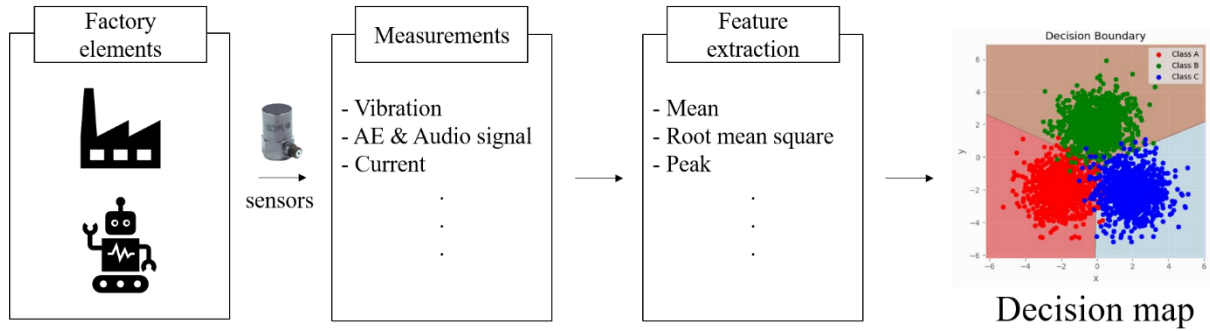 Factory
elements
sensors
Measurements
- Vibration
- AE & Audio signal
- Current
.
.
.
Feature
extraction
- Mean
- Root mean square
- Peak
.
.
.
Decision Boundary
Class A
Class B
Class C
y
6
4
2
0
−2
−4
−6
−6
−4
−2
0
2
4
6
x
Decision map